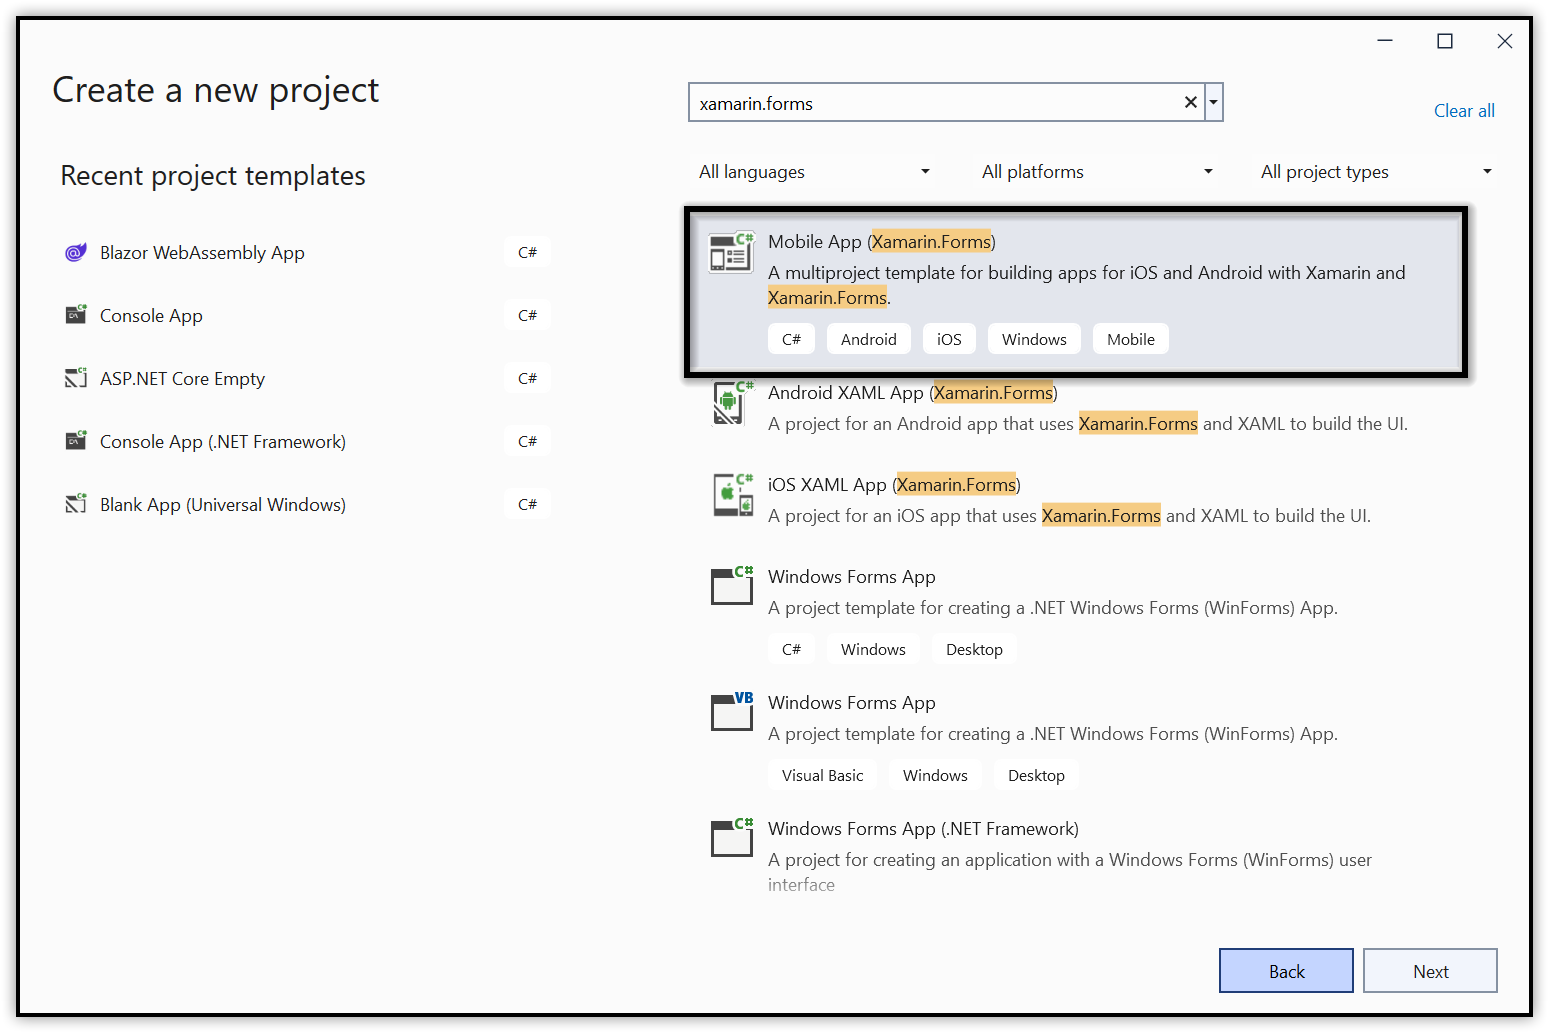 Create a new project
xamarin.forms
Clear all
Recent project templates
All languages
All platforms
All project types
Blazor WebAssembly App C#
Console App C#
ASP.NET Core Empty C#
Console App (.NET Framework) C#
Blank App (Universal Windows) C#
C#
Mobile App (Xamarin.Forms)
A multiproject template for building apps for iOS and Android with Xamarin and
Xamarin.Forms.
C# Android iOS Windows Mobile
C#
Android XAML App (Xamarin.Forms)
A project for an Android app that uses Xamarin.Forms and XAML to build the UI.
C#
iOS XAML App (Xamarin.Forms)
A project for an iOS app that uses Xamarin.Forms and XAML to build the UI.
C#
Windows Forms App
A project template for creating a .NET Windows Forms (WinForms) App.
C# Windows Desktop
VB
Windows Forms App
A project template for creating a .NET Windows Forms (WinForms) App.
Visual Basic Windows Desktop
C#
Windows Forms App (.NET Framework)
A project for creating an application with a Windows Forms (WinForms) user
interface
Back
Next